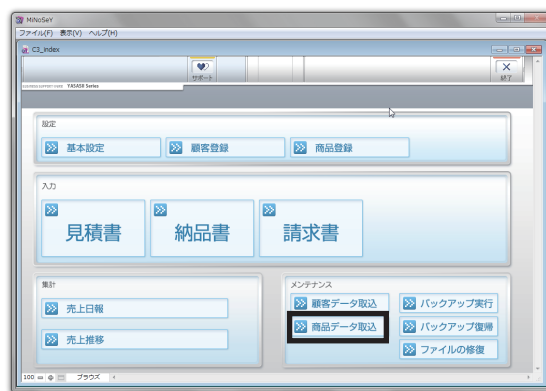 MiNoSeY
ファイル(F) 表示(V) ヘルプ(H)
C3_index
サポート
終了
BUSINESS SUPPORT WARE YASASII Series
設定
基本設定 顧客登録 商品登録
入力
見積書 納品書 請求書
集計
売上日報
売上推移
メンテナンス
顧客データ取込 バックアップ実行
商品データ取込 バックアップ復帰
ファイルの修復
100 ブラウズ